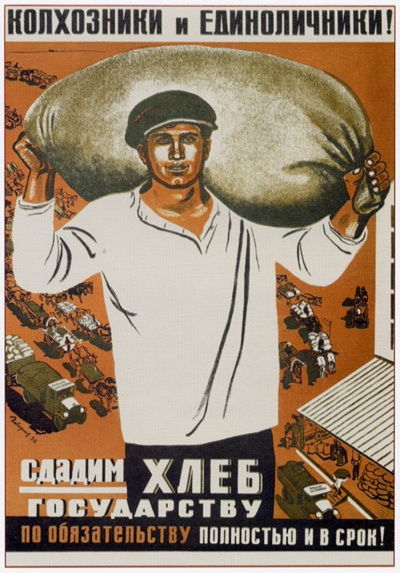 КОЛХОЗНИКИ и ЕДИНОЛИЧНИКИ!
СДАДИМ ХЛЕБ
ГОСУДАРСТВУ
ПО ОБЯЗАТЕЛЬСТВУ ПОЛНОСТЬЮ И В СРОК!